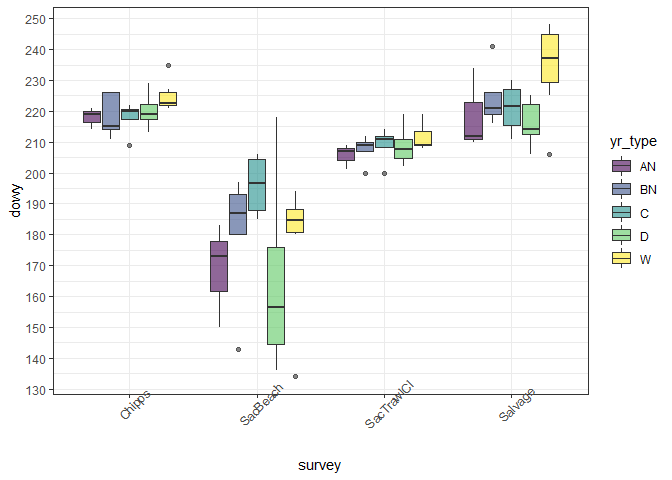 250
240
230
220
210
200
190
180
170
160
150
140
130
dowy
Chipps
SacBeach
SacTrawlCl
Salvage
survey
yr_type
AN
BN
C
D
W